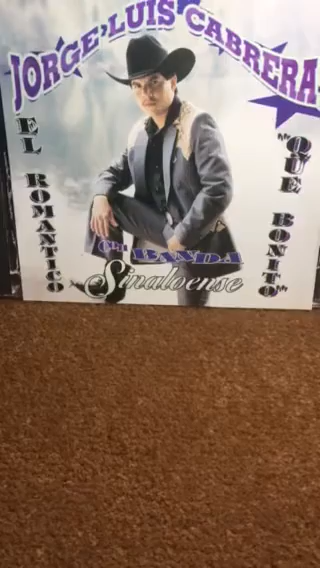 JORGE LUIS CABRERA
EL ROMANTICO
"QUE BONITO"
CON BANDA
Sinaloense